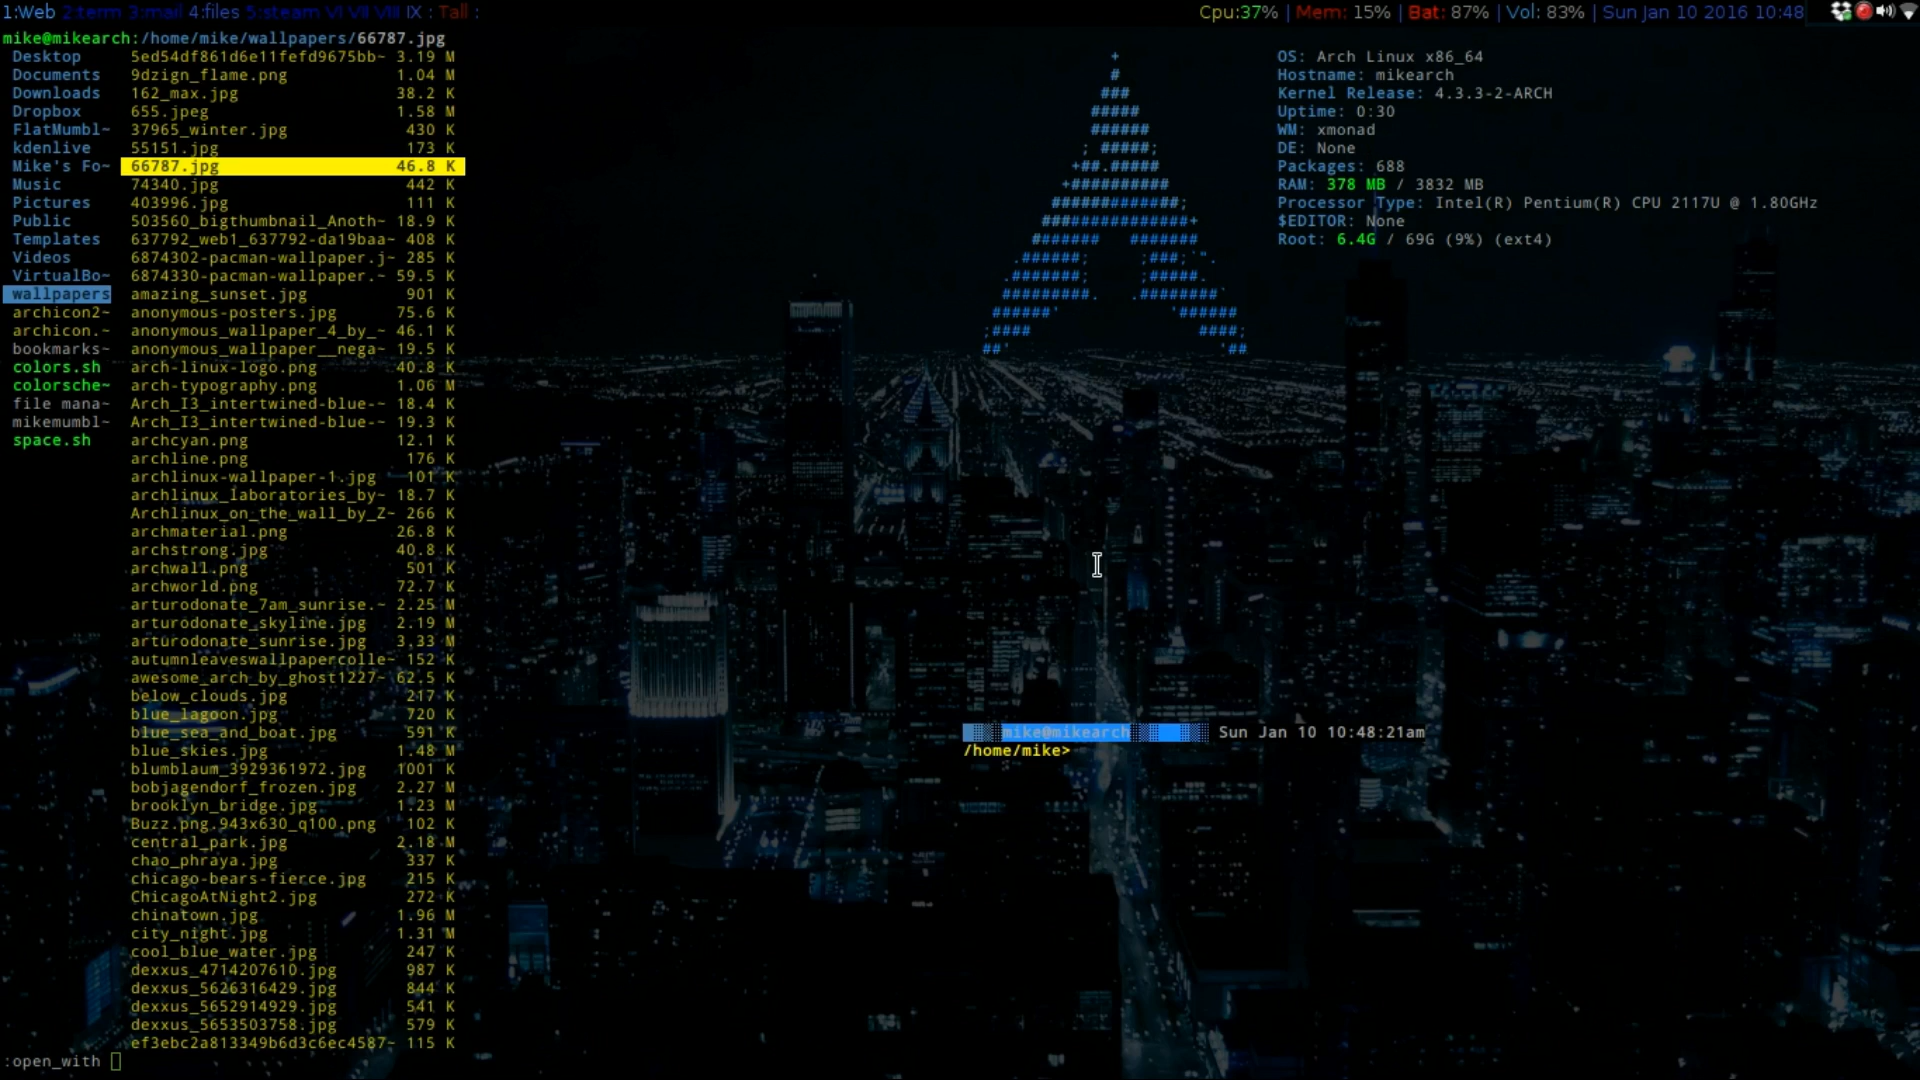 1:Web 2:term 3:mail 4:files 5:steam VI VII VIII IX : Tall :
Cpu:37% | Mem: 15% | Bat: 87% | Vol: 83% | Sun Jan 10 2016 10:48
mike@mikearch:/home/mike/wallpapers/66787.jpg
Desktop
Documents
Downloads
Dropbox
FlatMumbl~
kdenlive
Mike's Fo~
Music
Pictures
Public
Templates
Videos
VirtualBo~
wallpapers
archicon2~
archicon.~
bookmarks~
colors.sh
colorsche~
file mana~
mikemumbl~
space.sh
5ed54df861d6e11fefd9675bb~ 3.19 M
9dzign_flame.png 1.04 M
162_max.jpg 38.2 K
655.jpeg 1.58 M
37965_winter.jpg 430 K
55151.jpg 173 K
66787.jpg 46.8 K
74340.jpg 442 K
403996.jpg 111 K
503560_bigthumbnail_Anoth~ 18.9 K
637792_web1_637792-da19baa~ 408 K
6874302-pacman-wallpaper.j~ 285 K
6874330-pacman-wallpaper.~ 59.5 K
amazing_sunset.jpg 901 K
anonymous-posters.jpg 75.6 K
anonymous_wallpaper_4_by_~ 46.1 K
anonymous_wallpaper__nega~ 19.5 K
arch-linux-logo.png 40.8 K
arch-typography.png 1.06 M
Arch_I3_intertwined-blue-~ 18.4 K
Arch_I3_intertwined-blue-~ 19.3 K
archcyan.png 12.1 K
archline.png 176 K
archlinux-wallpaper-1.jpg 101 K
archlinux_laboratories_by~ 18.7 K
Archlinux_on_the_wall_by_Z~ 266 K
archmaterial.png 26.8 K
archstrong.jpg 40.8 K
archwall.png 501 K
archworld.png 72.7 K
arturodonate_7am_sunrise.~ 2.25 M
arturodonate_skyline.jpg 2.19 M
arturodonate_sunrise.jpg 3.33 M
autumnleaveswallpapercolle~ 152 K
awesome_arch_by_ghost1227~ 62.5 K
below_clouds.jpg 217 K
blue_lagoon.jpg 720 K
blue_sea_and_boat.jpg 591 K
blue_skies.jpg 1.48 M
blumblaum_3929361972.jpg 1001 K
bobjagendorf_frozen.jpg 2.27 M
brooklyn_bridge.jpg 1.23 M
Buzz.png.943x630_q100.png 102 K
central_park.jpg 2.18 M
chao_phraya.jpg 337 K
chicago-bears-fierce.jpg 215 K
ChicagoAtNight2.jpg 272 K
chinatown.jpg 1.96 M
city_night.jpg 1.31 M
cool_blue_water.jpg 247 K
dexxus_4714207610.jpg 987 K
dexxus_5626316429.jpg 844 K
dexxus_5652914929.jpg 541 K
dexxus_5653503758.jpg 579 K
ef3ebc2a813349b6d3c6ec4587~ 115 K
:open_with
OS: Arch Linux x86_64
Hostname: mikearch
Kernel Release: 4.3.3-2-ARCH
Uptime: 0:30
WM: xmonad
DE: None
Packages: 688
RAM: 378 MB / 3832 MB
Processor Type: Intel(R) Pentium(R) CPU 2117U @ 1.80GHz
$EDITOR: None
Root: 6.4G / 69G (9%) (ext4)
mike@mikearch Sun Jan 10 10:48:21am
/home/mike>